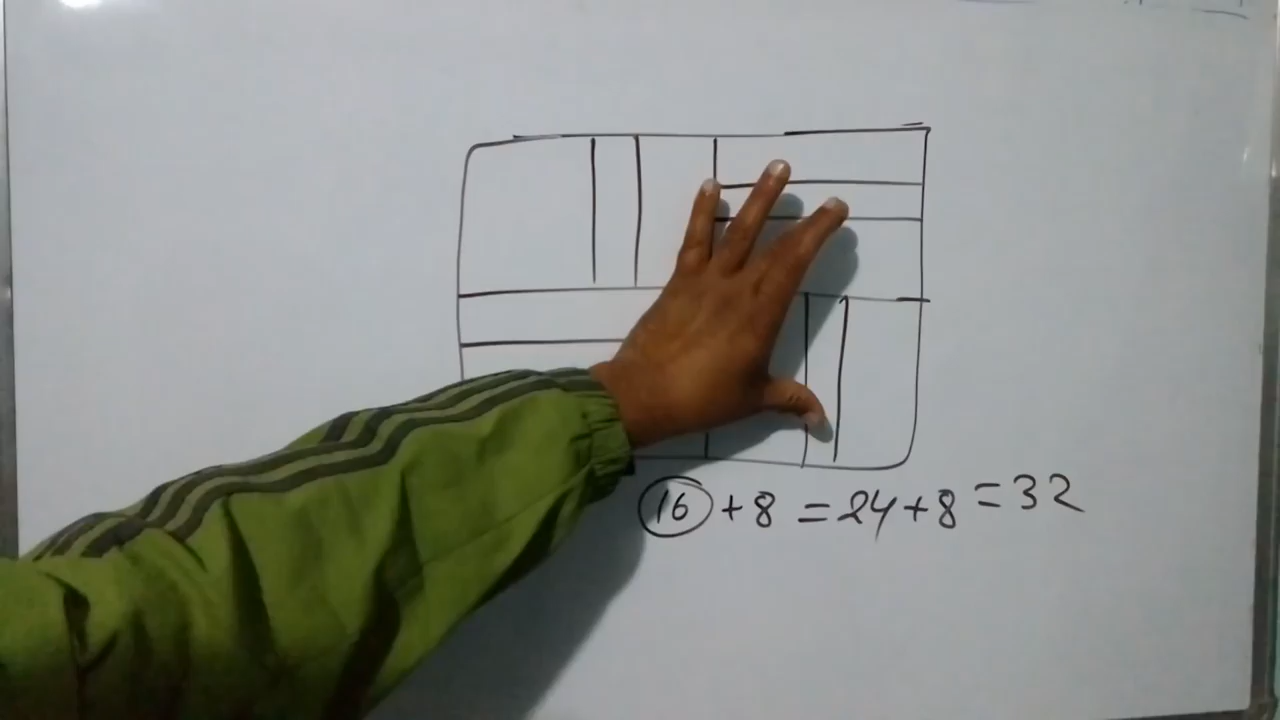 16 + 8 = 24 + 8 = 32